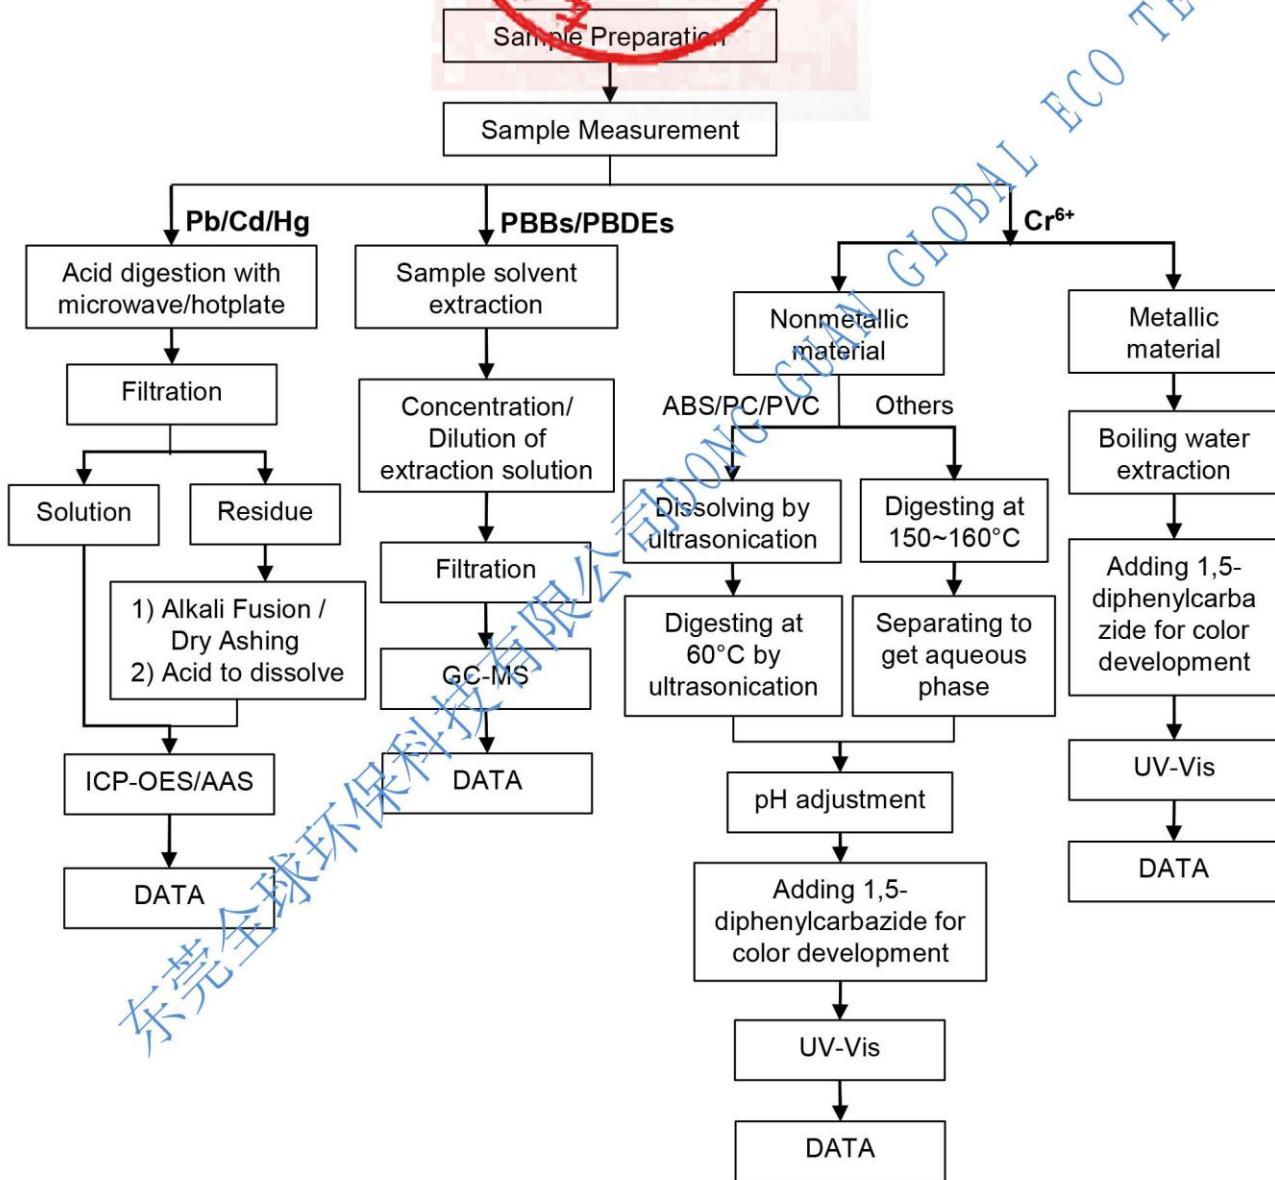 Sample Preparation
Sample Measurement
Pb/Cd/Hg
Acid digestion with
microwave/hotplate
Filtration
Solution
Residue
1) Alkali Fusion /
Dry Ashing
2) Acid to dissolve
ICP-OES/AAS
DATA
PBBs/PBDEs
Sample solvent
extraction
Concentration/
Dilution of
extraction solution
Filtration
GC-MS
DATA
Cr⁶⁺
Nonmetallic
material
ABS/PC/PVC
Others
Dissolving by
ultrasonication
Digesting at
60°C by
ultrasonication
Digesting at
150~160°C
Separating to
get aqueous
phase
pH adjustment
Adding 1,5-
diphenylcarbazide for
color development
UV-Vis
DATA
Metallic
material
Boiling water
extraction
Adding 1,5-
diphenylcarba
zide for color
development
UV-Vis
DATA
东莞全球环保科技有限公司DONG GUAN GLOBAL ECO